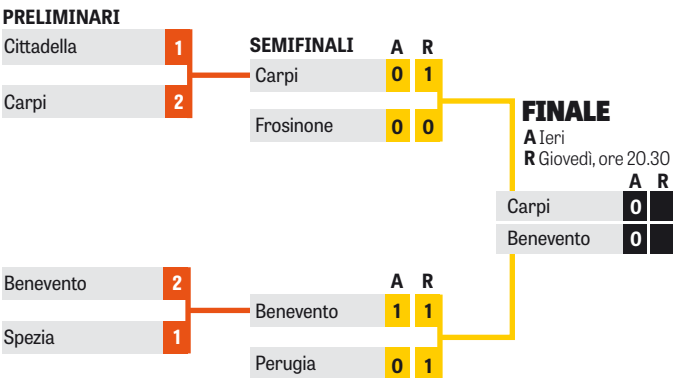 PRELIMINARI
Cittadella 1
Carpi 2
SEMIFINALI A R
Carpi 0 1
Frosinone 0 0
FINALE
A Ieri
R Giovedì, ore 20.30
A R
Carpi 0
Benevento 0
Benevento 2
Spezia 1
A R
Benevento 1 1
Perugia 0 1